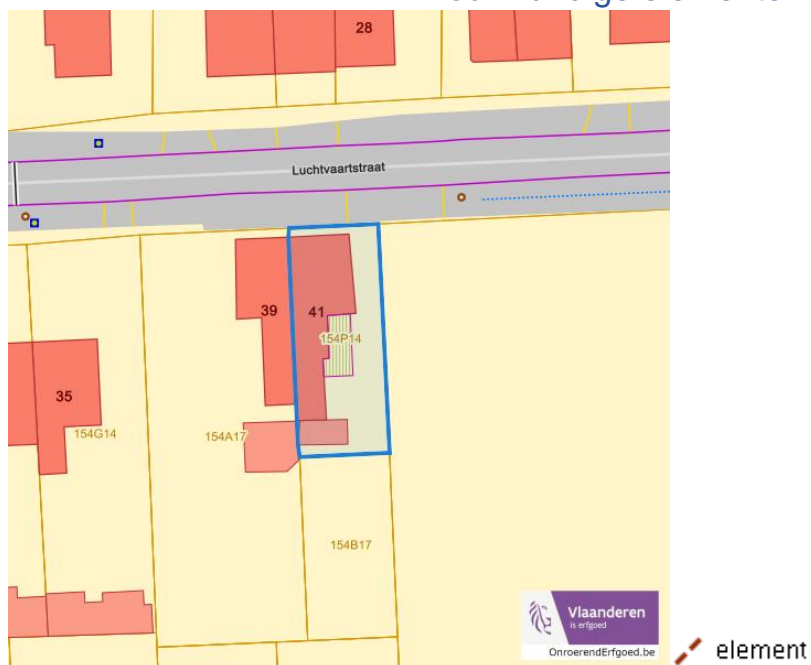 28
Luchtvaartstraat
39
41
154P14
35
154G14
154A17
154B17
Vlaanderen
is erfgoed
OnroerendErfgoed.be
element